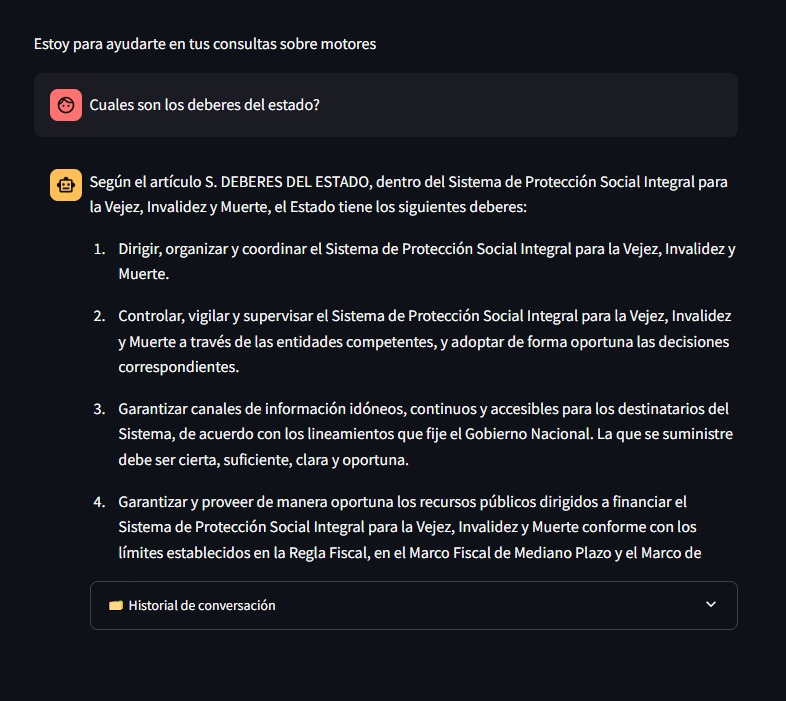 Estoy para ayudarte en tus consultas sobre motores
Cuales son los deberes del estado?
Según el artículo S. DEBERES DEL ESTADO, dentro del Sistema de Protección Social Integral para
la Vejez, Invalidez y Muerte, el Estado tiene los siguientes deberes:
1. Dirigir, organizar y coordinar el Sistema de Protección Social Integral para la Vejez, Invalidez y
Muerte.
2. Controlar, vigilar y supervisar el Sistema de Protección Social Integral para la Vejez, Invalidez
y Muerte a través de las entidades competentes, y adoptar de forma oportuna las decisiones
correspondientes.
3. Garantizar canales de información idóneos, continuos y accesibles para los destinatarios del
Sistema, de acuerdo con los lineamientos que fije el Gobierno Nacional. La que se suministre
debe ser cierta, suficiente, clara y oportuna.
4. Garantizar y proveer de manera oportuna los recursos públicos dirigidos a financiar el
Sistema de Protección Social Integral para la Vejez, Invalidez y Muerte conforme con los
límites establecidos en la Regla Fiscal, en el Marco Fiscal de Mediano Plazo y el Marco de
Historial de conversación